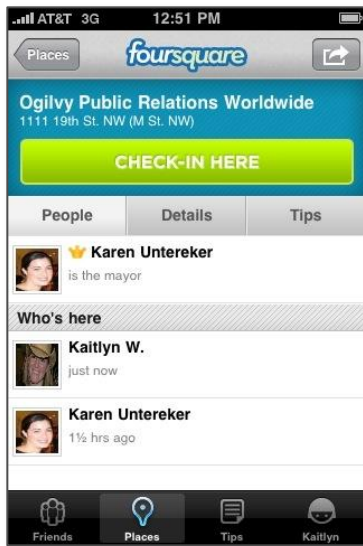 AT&T 3G 12:51 PM
Places foursquare
Ogilvy Public Relations Worldwide
1111 19th St. NW (M St. NW)
CHECK-IN HERE
People Details Tips
Karen Untereker
is the mayor
Who's here
Kaitlyn W.
just now
Karen Untereker
1½ hrs ago
Friends Places Tips Kaitlyn